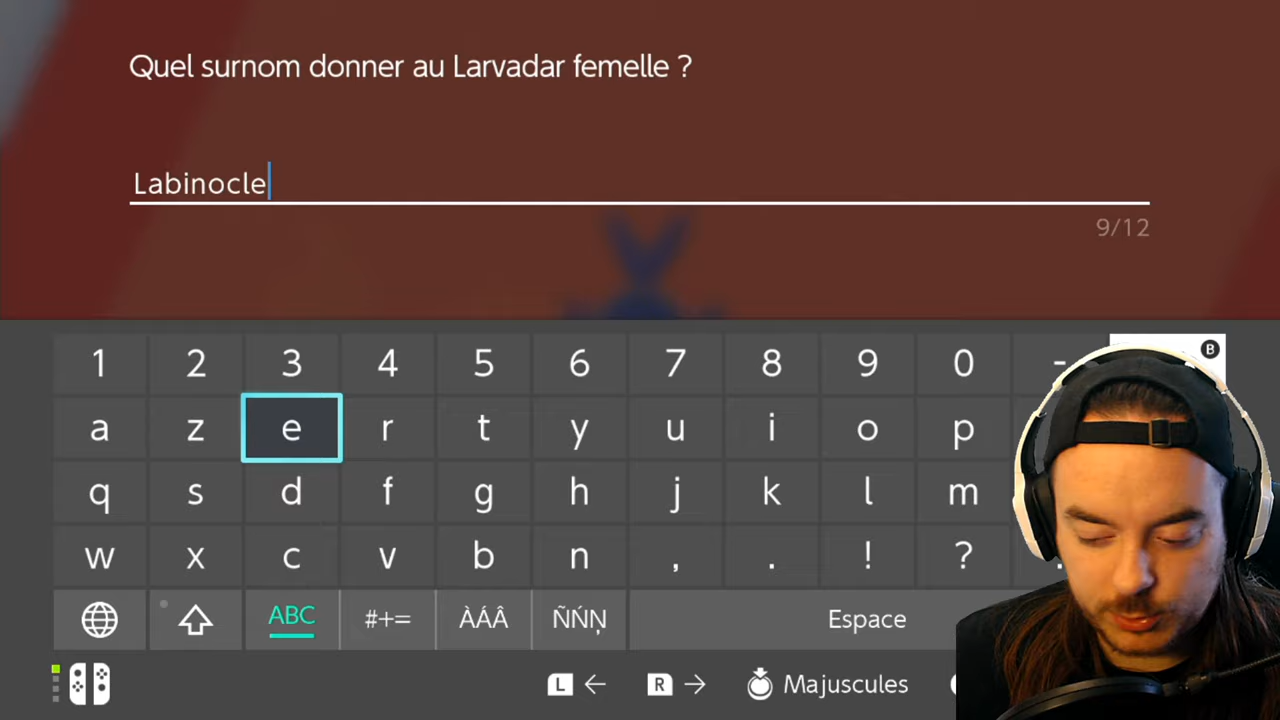 Quel surnom donner au Larvadar femelle ?
Labinocle
9/12
1 2 3 4 5 6 7 8 9 0 - B
a z e r t y u i o p
q s d f g h j k l m
w x c v b n , . ! ?
ABC #+= ÀÁÂ ÑŃŅ Espace
L ← R → Majuscules